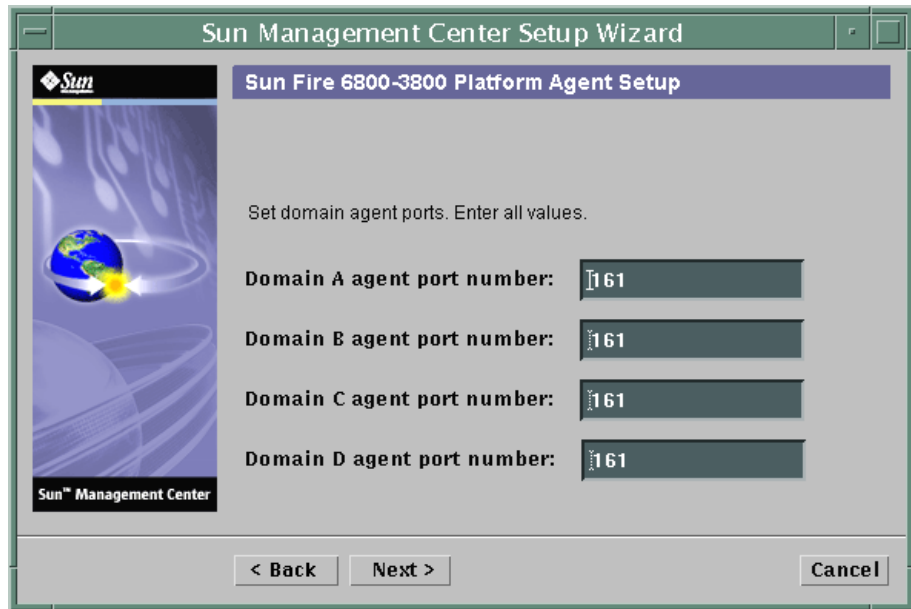 Sun Management Center Setup Wizard
Sun
Sun Fire 6800-3800 Platform Agent Setup
Set domain agent ports. Enter all values.
Domain A agent port number: 161
Domain B agent port number: 161
Domain C agent port number: 161
Domain D agent port number: 161
Sun™ Management Center
< Back Next > Cancel